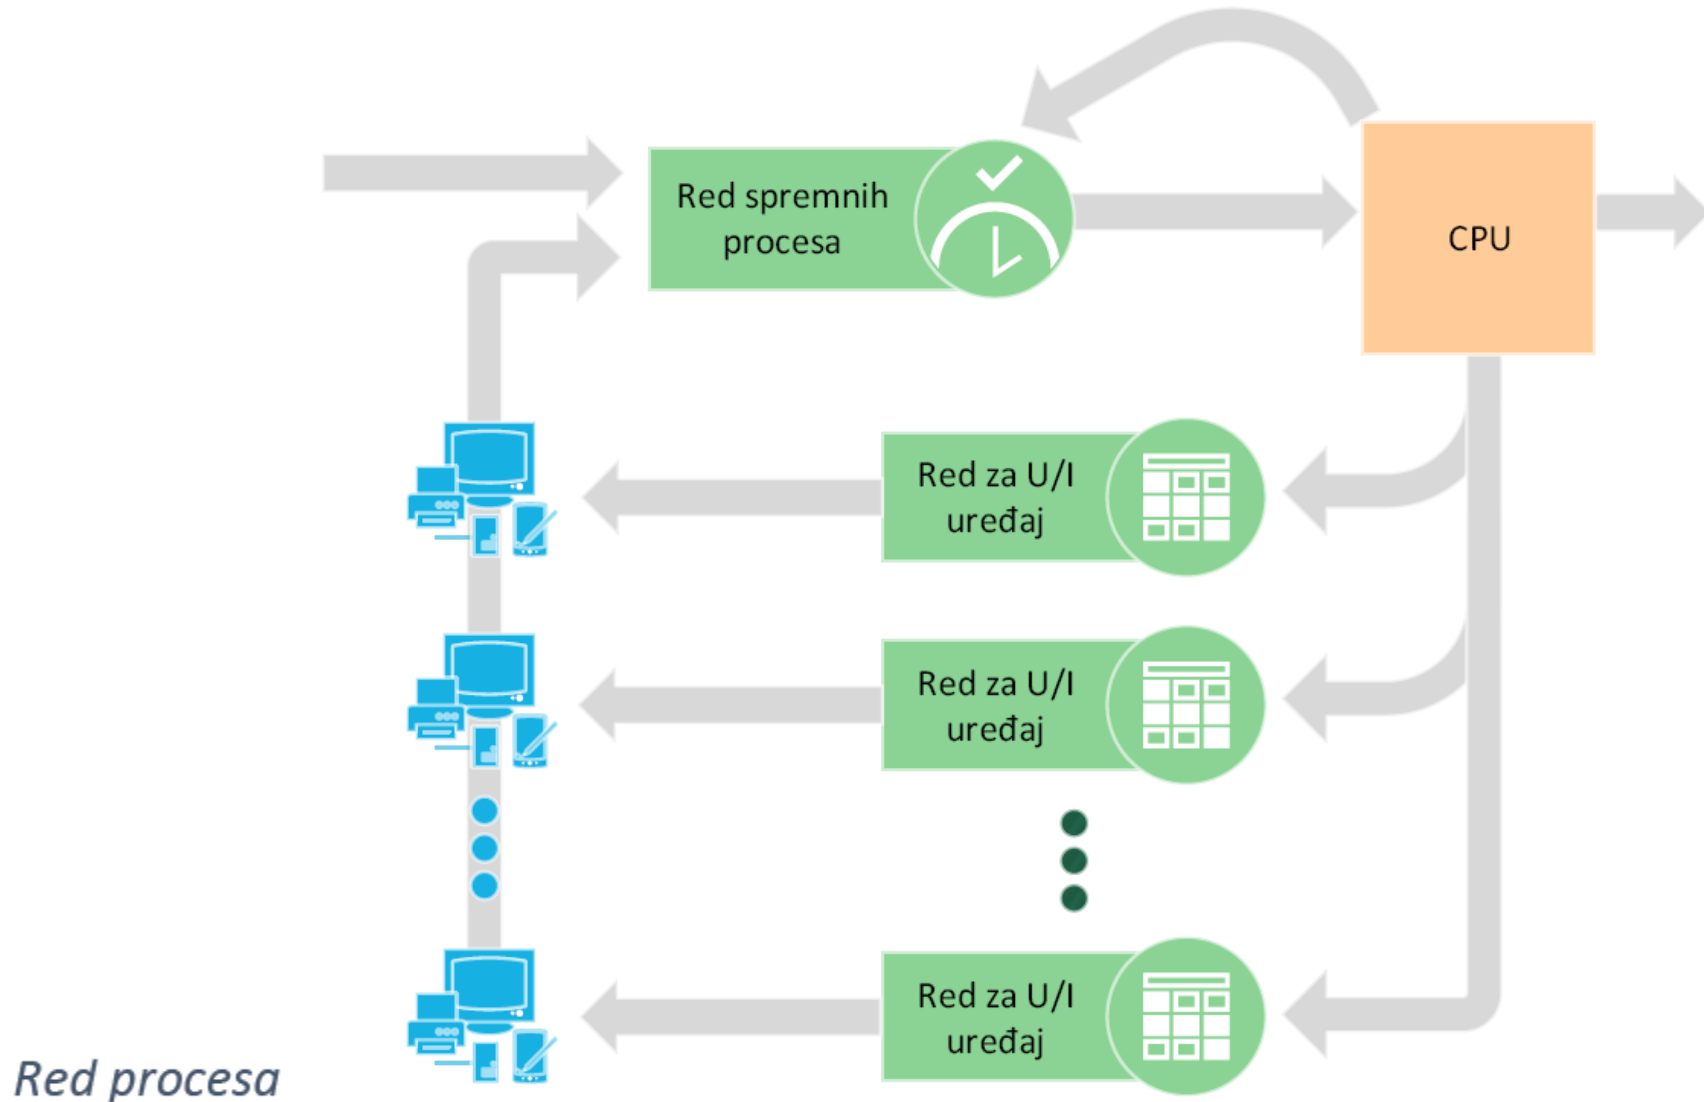 Red spremnih
procesa
CPU
Red za U/I
uređaj
Red za U/I
uređaj
Red za U/I
uređaj
Red procesa